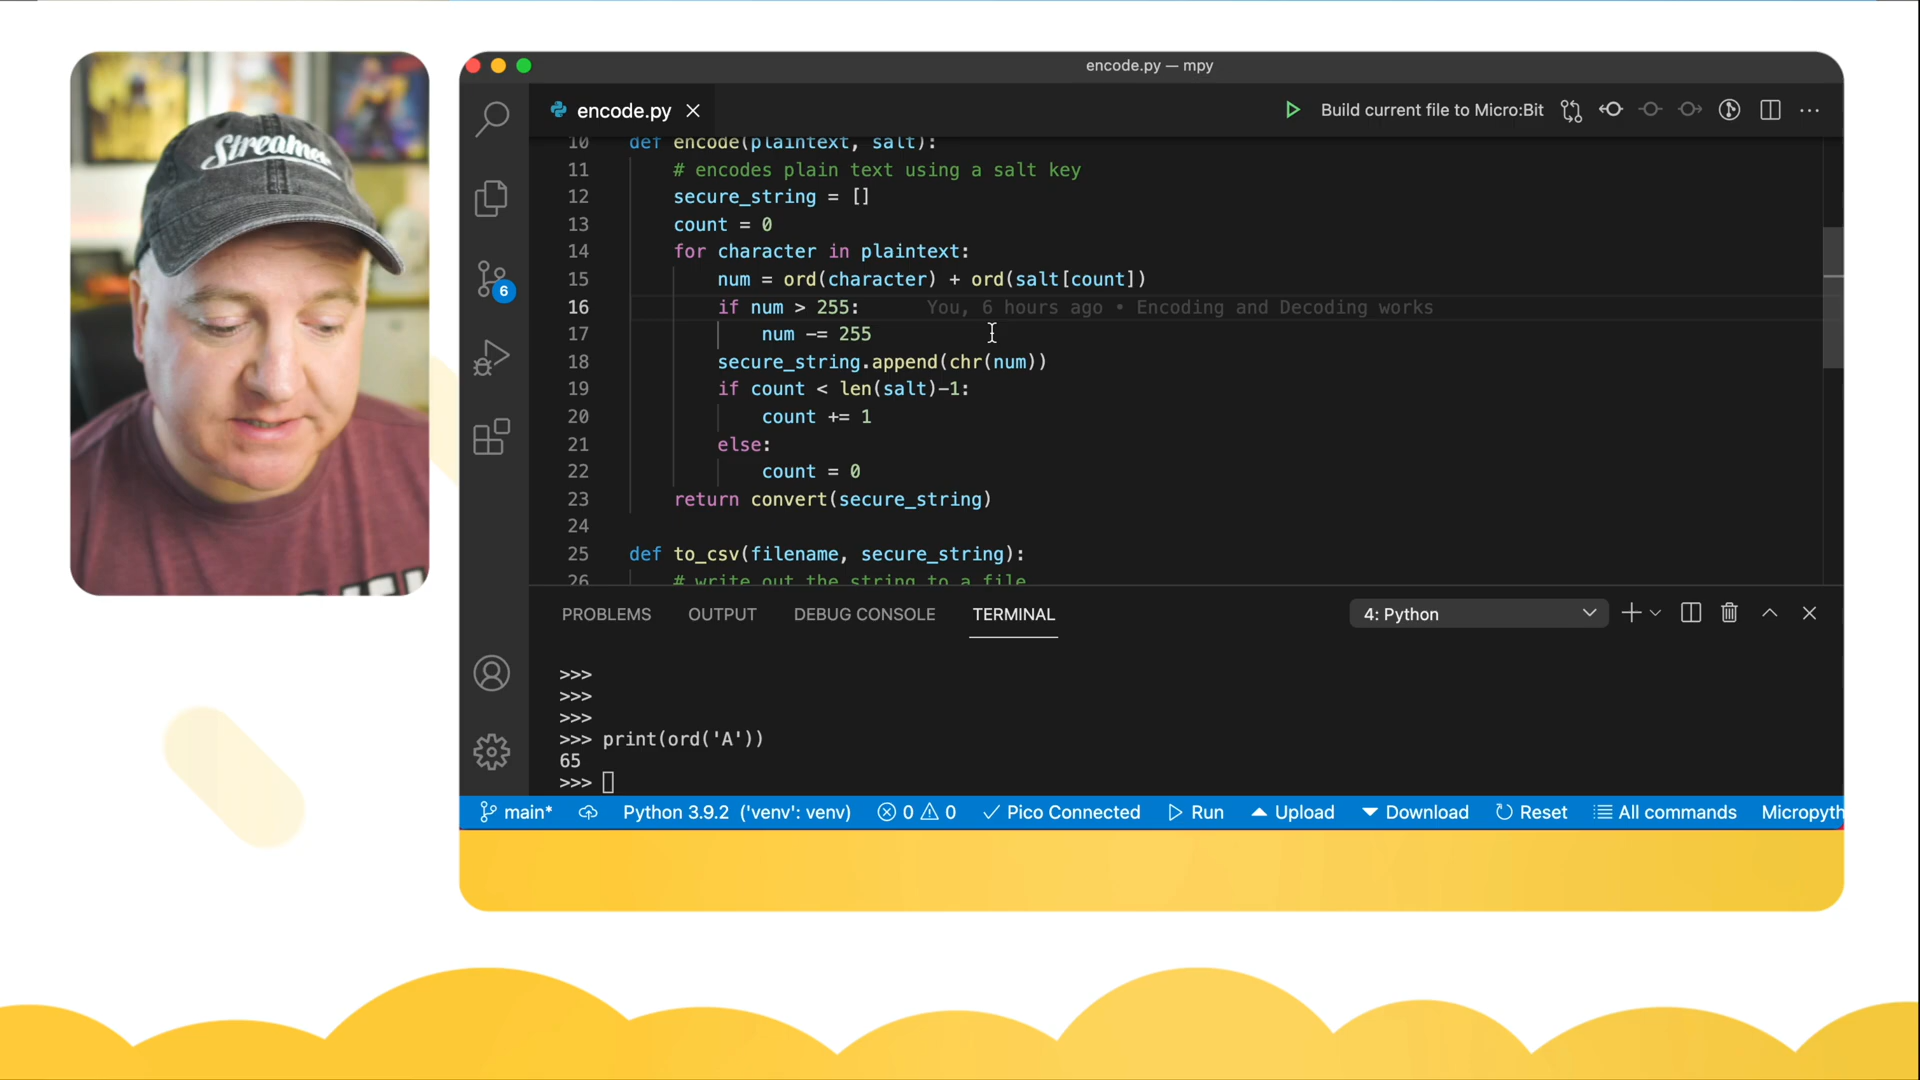 Streamer
encode.py — mpy
encode.py
Build current file to Micro:Bit
10 def encode(plaintext, salt):
11 # encodes plain text using a salt key
12 secure_string = []
13 count = 0
14 for character in plaintext:
15 num = ord(character) + ord(salt[count])
16 if num > 255: You, 6 hours ago • Encoding and Decoding works
17 num -= 255
18 secure_string.append(chr(num))
19 if count < len(salt)-1:
20 count += 1
21 else:
22 count = 0
23 return convert(secure_string)
24
25 def to_csv(filename, secure_string):
26 # write out the string to a file
6
PROBLEMS OUTPUT DEBUG CONSOLE TERMINAL 4: Python
>>>
>>>
>>>
>>> print(ord('A'))
65
>>>
main* Python 3.9.2 ('venv': venv) 0 0 Pico Connected Run Upload Download Reset All commands Micropyth